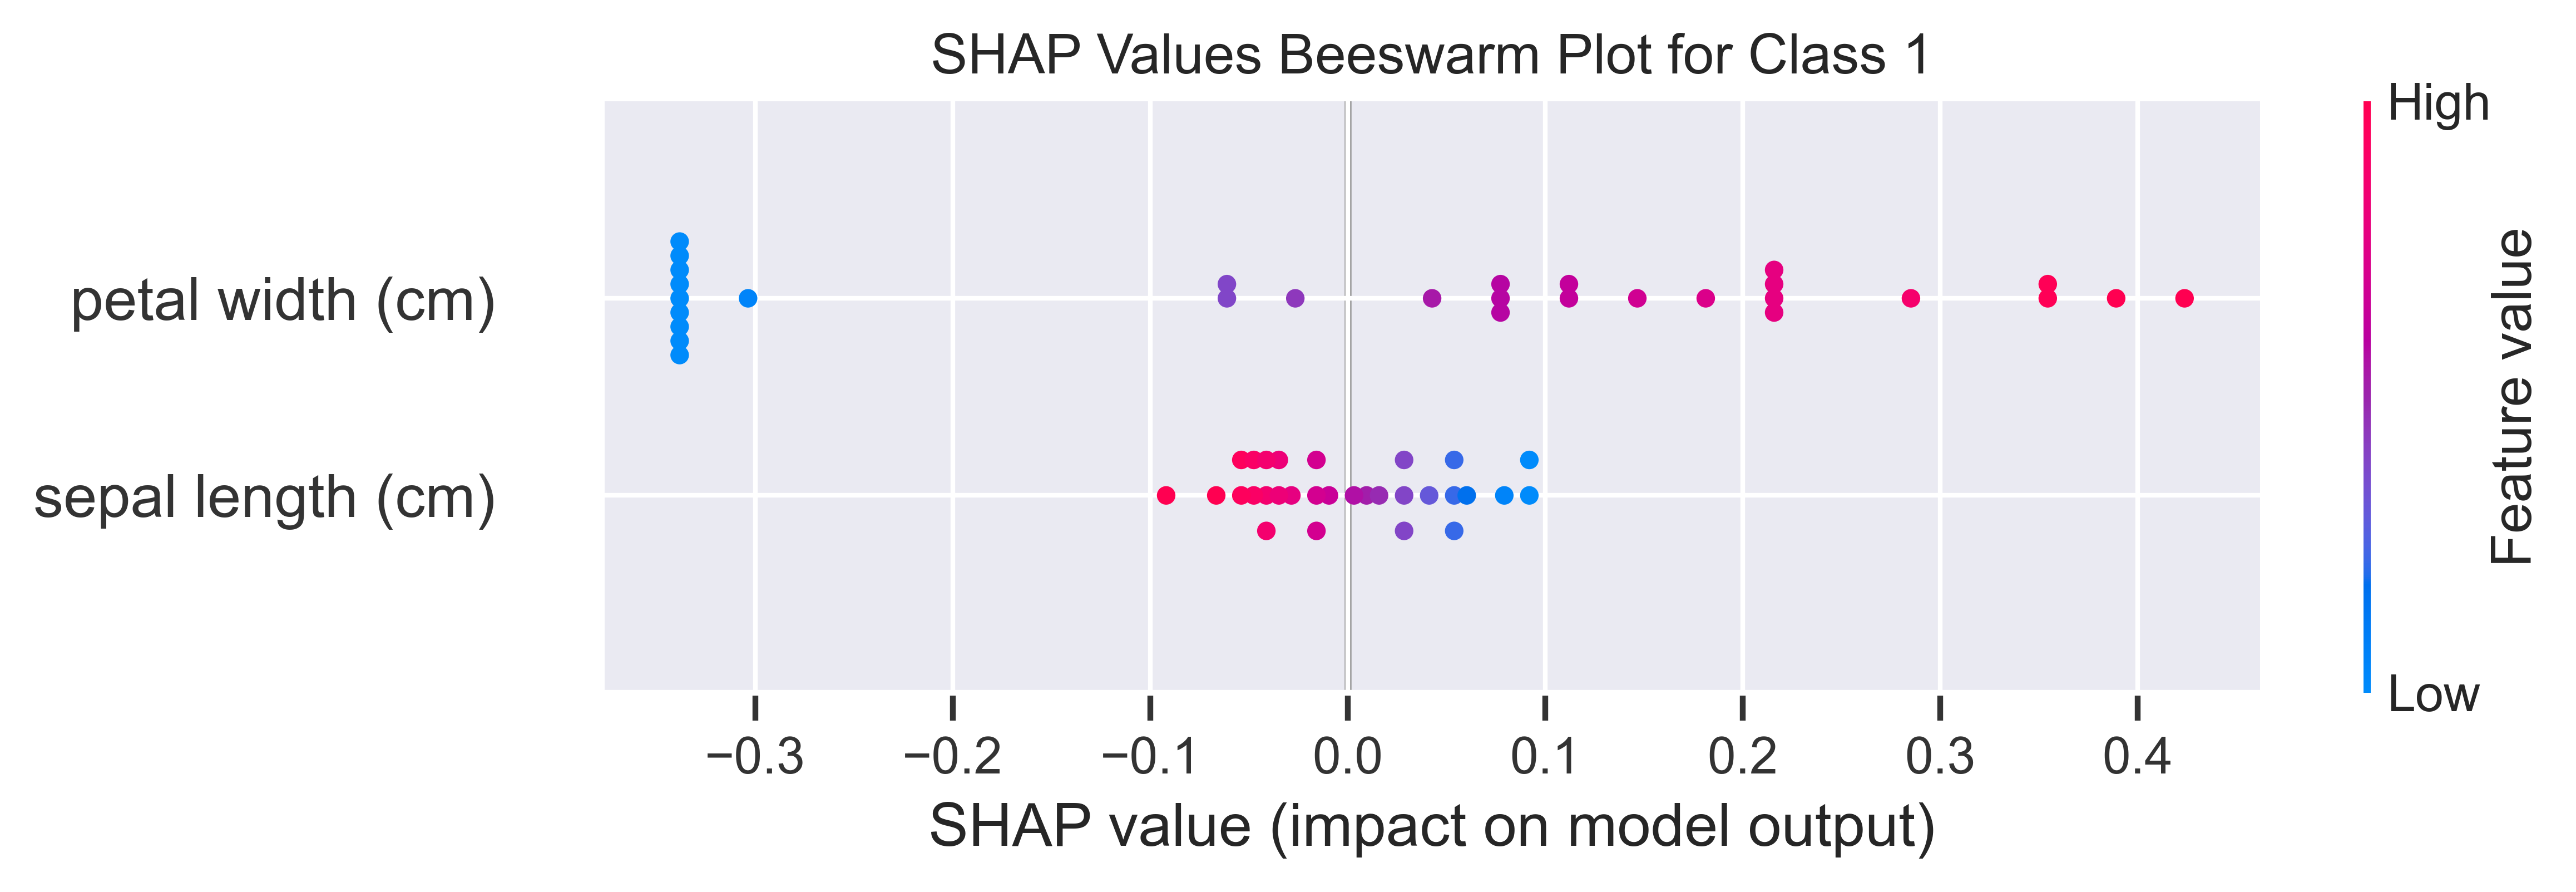 SHAP Values Beeswarm Plot for Class 1
High
petal width (cm)
sepal length (cm)
Feature value
Low
−0.3 −0.2 −0.1 0.0 0.1 0.2 0.3 0.4
SHAP value (impact on model output)